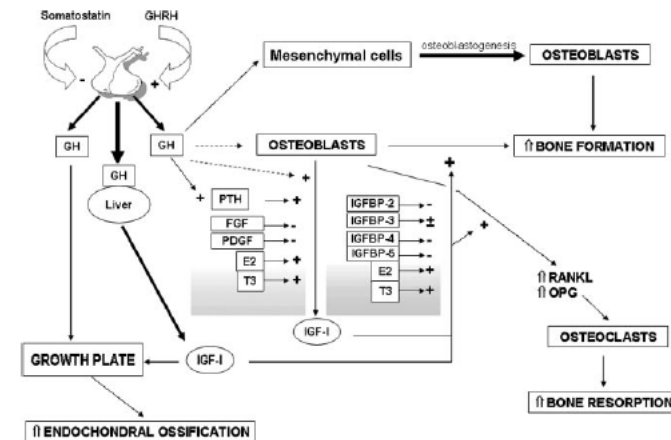 Somatostatin GHRH
- +
Mesenchymal cells
osteoblastogenesis
OSTEOBLASTS
GH
GH
GH
Liver
OSTEOBLASTS
⇧BONE FORMATION
+
+
+ PTH +
FGF -
PDGF -
E2 +
T3 +
IGFBP-2 -
IGFBP-3 ±
IGFBP-4 -
IGFBP-5 -
E2 +
T3 +
+
⇧RANKL
⇧OPG
IGF-I
OSTEOCLASTS
GROWTH PLATE
IGF-I
⇧BONE RESORPTION
⇧ENDOCHONDRAL OSSIFICATION